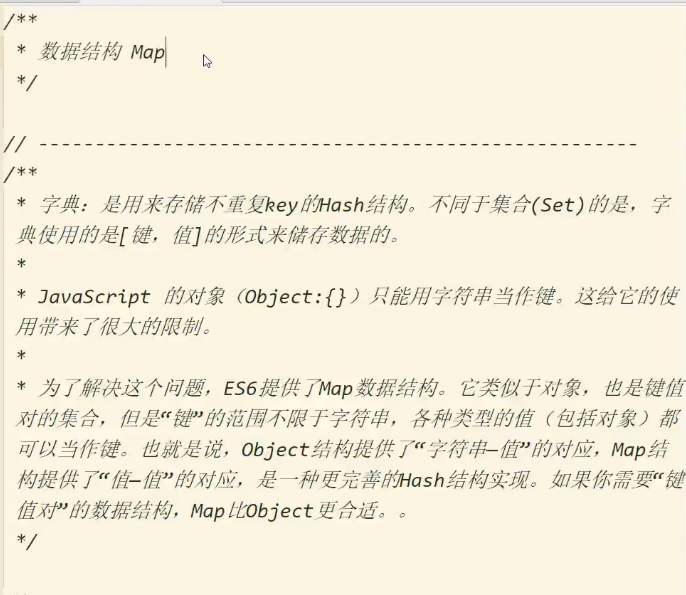 /**
* 数据结构 Map
*/
// -----------------------------------------------------
/**
* 字典：是用来存储不重复key的Hash结构。不同于集合(Set)的是，字
典使用的是[键，值]的形式来储存数据的。
*
* JavaScript 的对象（Object:{}）只能用字符串当作键。这给它的使
用带来了很大的限制。
*
* 为了解决这个问题，ES6提供了Map数据结构。它类似于对象，也是键值
对的集合，但是“键”的范围不限于字符串，各种类型的值（包括对象）都
可以当作键。也就是说，Object结构提供了“字符串—值”的对应，Map结
构提供了“值—值”的对应，是一种更完善的Hash结构实现。如果你需要“键
值对”的数据结构，Map比Object更合适。。
*/